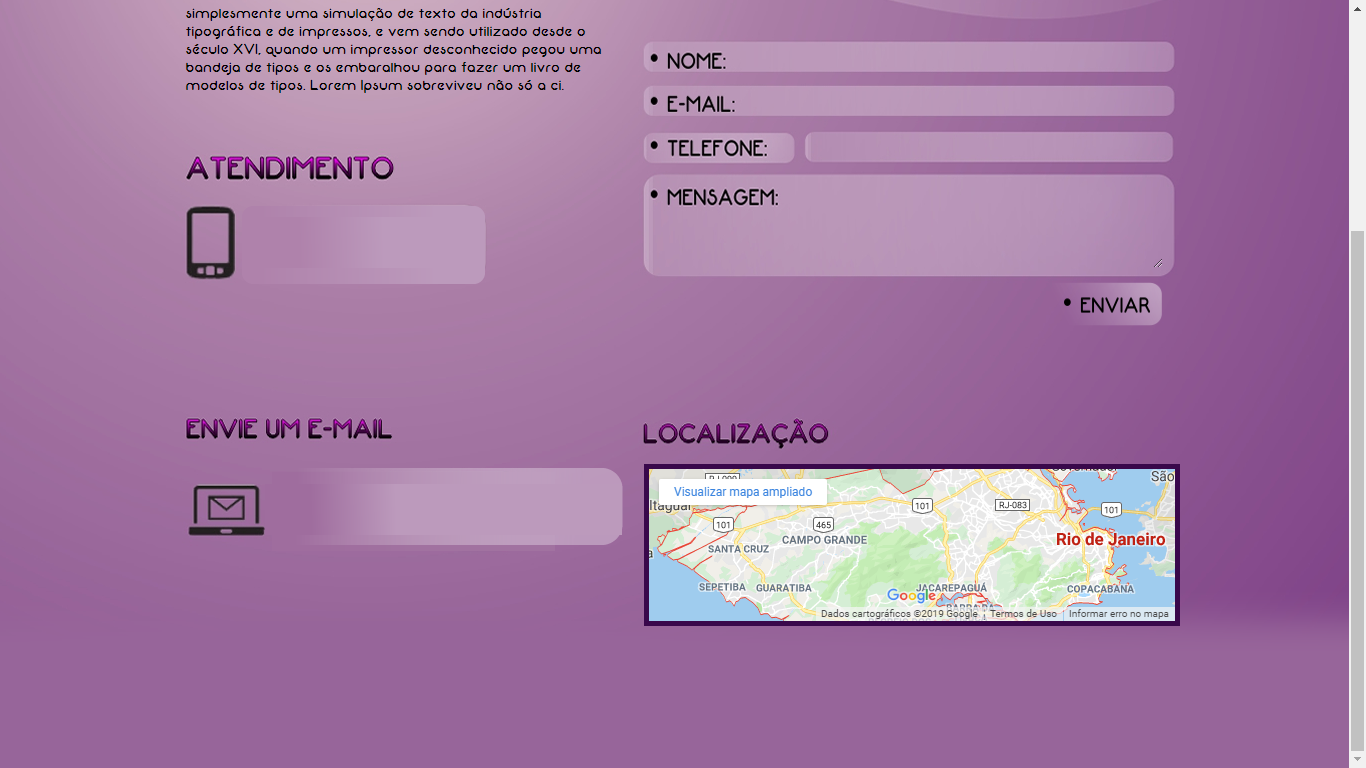 simplesmente uma simulação de texto da indústria
tipográfica e de impressos, e vem sendo utilizado desde o
século XVI, quando um impressor desconhecido pegou uma
bandeja de tipos e os embaralhou para fazer um livro de
modelos de tipos. Lorem Ipsum sobreviveu não só a ci.
ATENDIMENTO
ENVIE UM E-MAIL
• NOME:
• E-MAIL:
• TELEFONE:
• MENSAGEM:
• ENVIAR
LOCALIZAÇÃO
Visualizar mapa ampliado
São
Itaguaí
101
465
101
RJ-083
101
CAMPO GRANDE
SANTA CRUZ
Rio de Janeiro
SEPETIBA
GUARATIBA
JACAREPAGUÁ
COPACABANA
Google
Dados cartográficos ©2019 Google
Termos de Uso
Informar erro no mapa